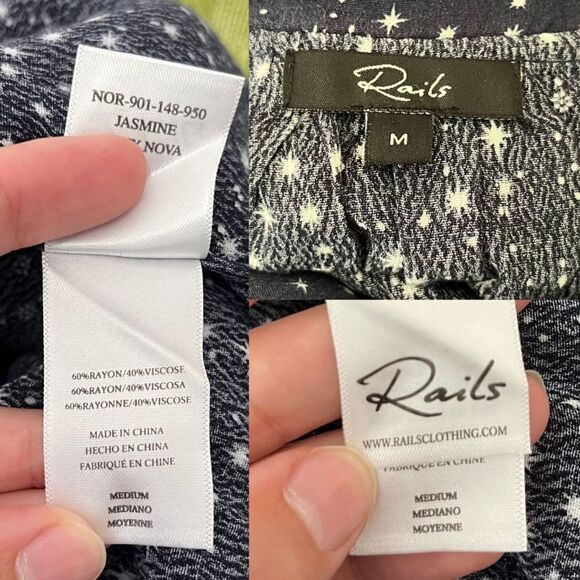 NOR-901-148-950
JASMINE
NOVA
60%RAYON/40%VISCOSE
60%RAYON/40%VISCOSA
60%RAYONNE/40%VISCOSE
MADE IN CHINA
HECHO EN CHINA
FABRIQUÉ EN CHINE
MEDIUM
MEDIANO
MOYENNE
Rails
M
Rails
WWW.RAILSCLOTHING.COM
FABRIQUÉ EN CHINE
MEDIUM
MEDIANO
MOYENNE